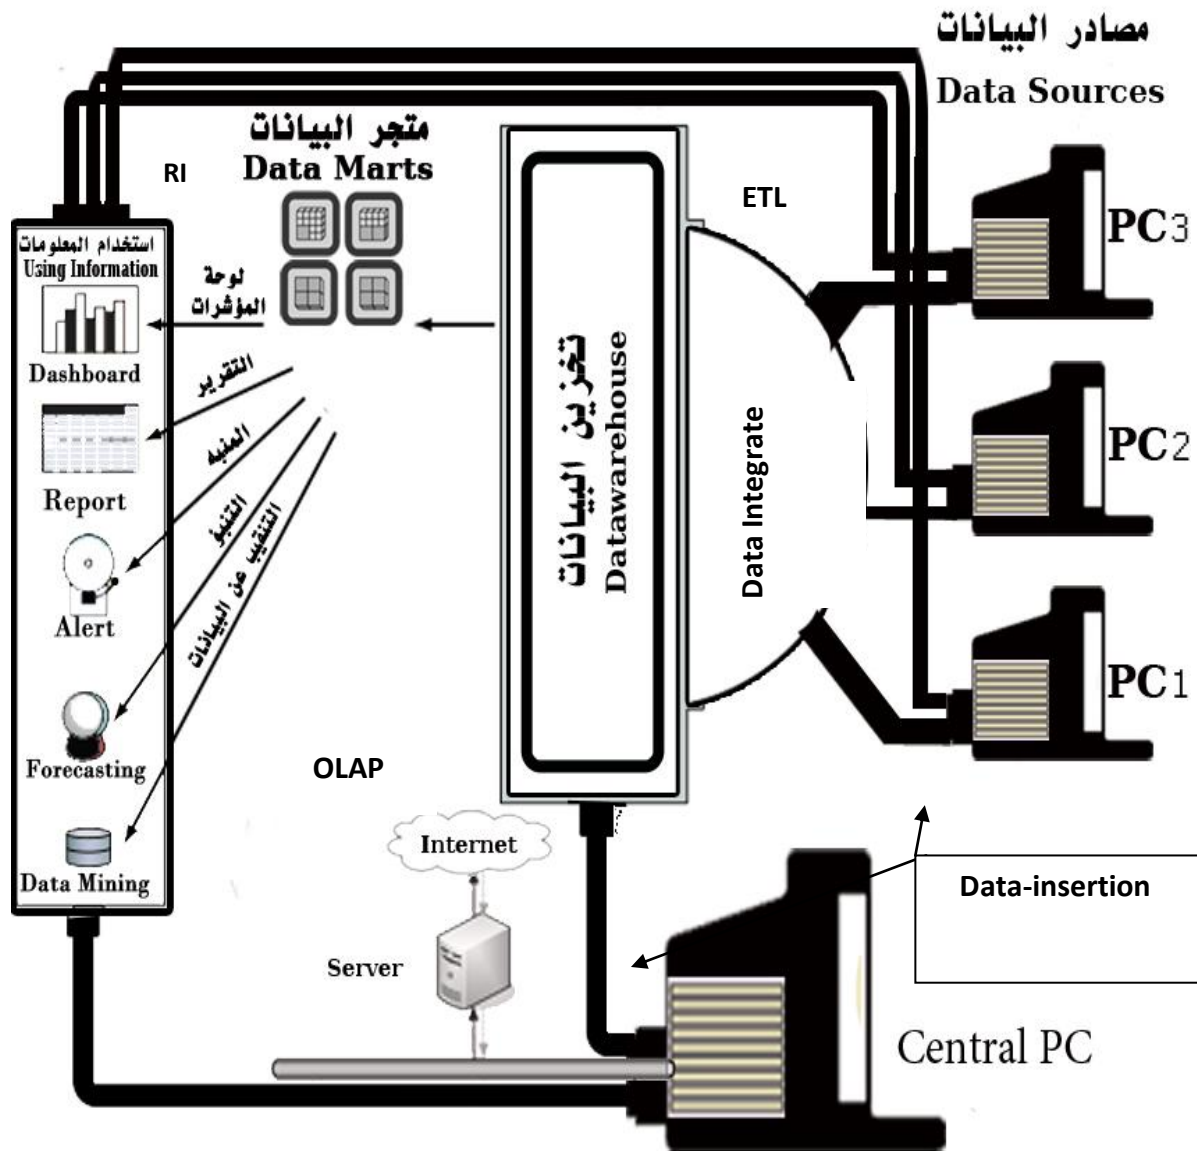 مصادر البيانات
Data Sources
متجر البيانات
Data Marts
RI
ETL
PC3
استخدام المعلومات
Using Information
لوحة
المؤشرات
Dashboard
التقرير
Report
المنبه
Alert
التنبؤ
Forecasting
التنقيب عن البيانات
Data Mining
تخزين البيانات
Datawarehouse
Data Integrate
PC2
PC1
OLAP
Internet
Server
Data-insertion
Central PC